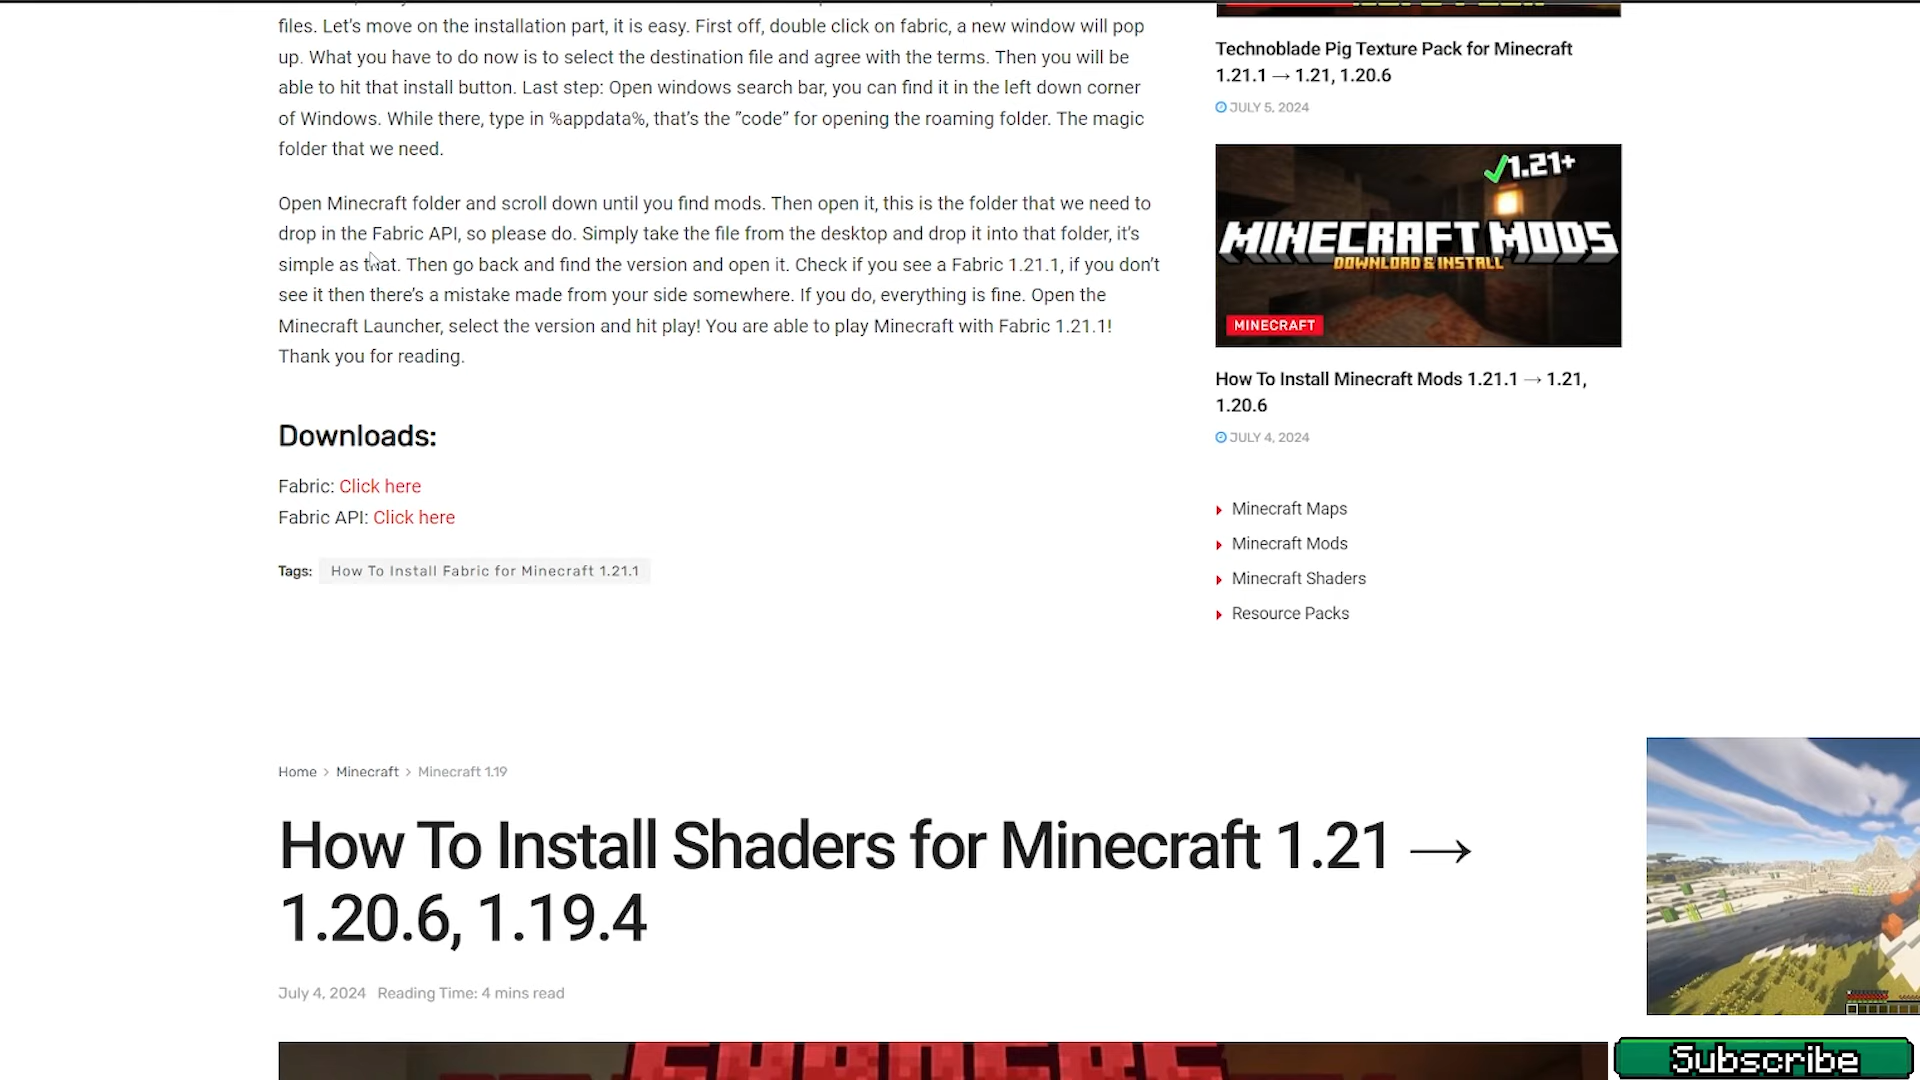 files. Let’s move on the installation part, it is easy. First off, double click on fabric, a new window will pop
up. What you have to do now is to select the destination file and agree with the terms. Then you will be
able to hit that install button. Last step: Open windows search bar, you can find it in the left down corner
of Windows. While there, type in %appdata%, that’s the ”code” for opening the roaming folder. The magic
folder that we need.
Open Minecraft folder and scroll down until you find mods. Then open it, this is the folder that we need to
drop in the Fabric API, so please do. Simply take the file from the desktop and drop it into that folder, it’s
simple as that. Then go back and find the version and open it. Check if you see a Fabric 1.21.1, if you don’t
see it then there’s a mistake made from your side somewhere. If you do, everything is fine. Open the
Minecraft Launcher, select the version and hit play! You are able to play Minecraft with Fabric 1.21.1!
Thank you for reading.
Downloads:
Fabric: Click here
Fabric API: Click here
Tags: How To Install Fabric for Minecraft 1.21.1
Technoblade Pig Texture Pack for Minecraft
1.21.1 → 1.21, 1.20.6
JULY 5, 2024
✓1.21+
MINECRAFT MODS
DOWNLOAD & INSTALL
MINECRAFT
How To Install Minecraft Mods 1.21.1 → 1.21,
1.20.6
JULY 4, 2024
Minecraft Maps
Minecraft Mods
Minecraft Shaders
Resource Packs
Home > Minecraft > Minecraft 1.19
How To Install Shaders for Minecraft 1.21 →
1.20.6, 1.19.4
July 4, 2024 Reading Time: 4 mins read
Subscribe